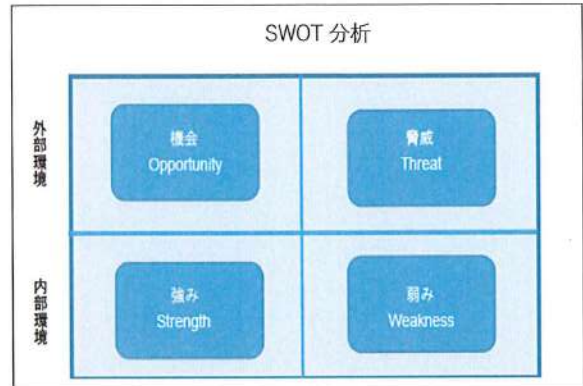 SWOT 分析
外部環境
機会
Opportunity
脅威
Threat
内部環境
強み
Strength
弱み
Weakness